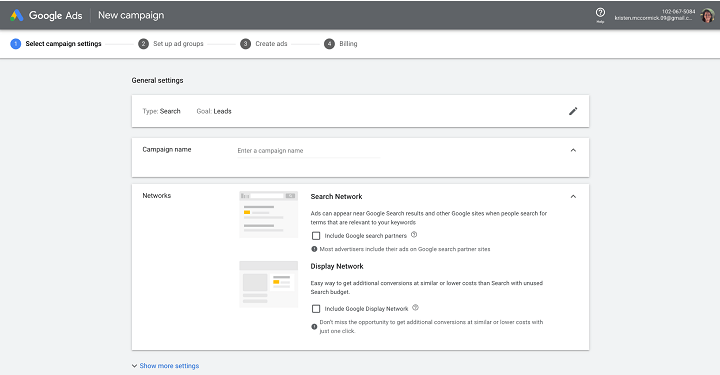 Google Ads New campaign
Help
102-067-5084
kristen.mccormick.99@gmail.c...
1 Select campaign settings 2 Set up ad groups 3 Create ads 4 Billing
General settings
Type: Search Goal: Leads
Campaign name Enter a campaign name
Networks
Search Network
Ads can appear near Google Search results and other Google sites when people search for
terms that are relevant to your keywords
Include Google search partners
Most advertisers include their ads on Google search partner sites
Display Network
Easy way to get additional conversions at similar or lower costs than Search with unused
Search budget.
Include Google Display Network
Don't miss the opportunity to get additional conversions at similar or lower costs with
just one click.
Show more settings